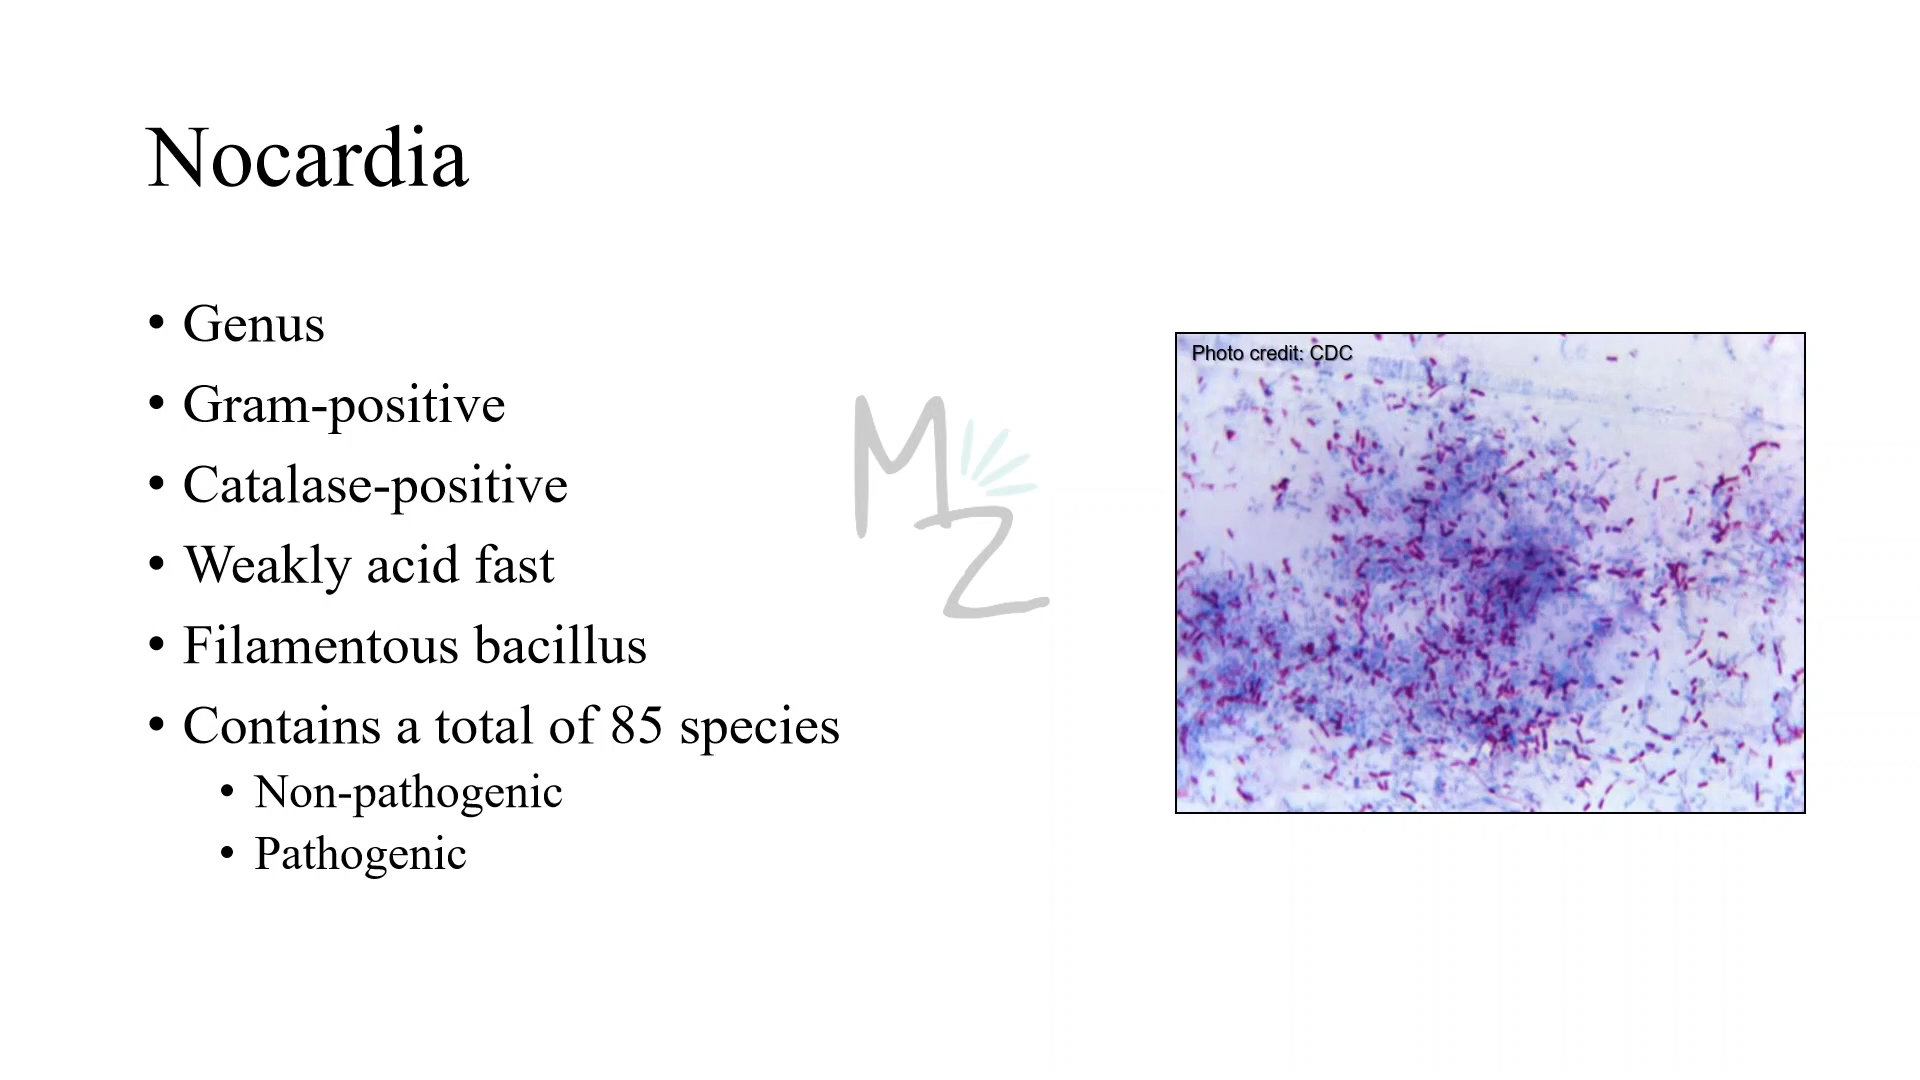 Nocardia
• Genus
• Gram-positive
• Catalase-positive
• Weakly acid fast
• Filamentous bacillus
• Contains a total of 85 species
• Non-pathogenic
• Pathogenic
Photo credit: CDC
MZ